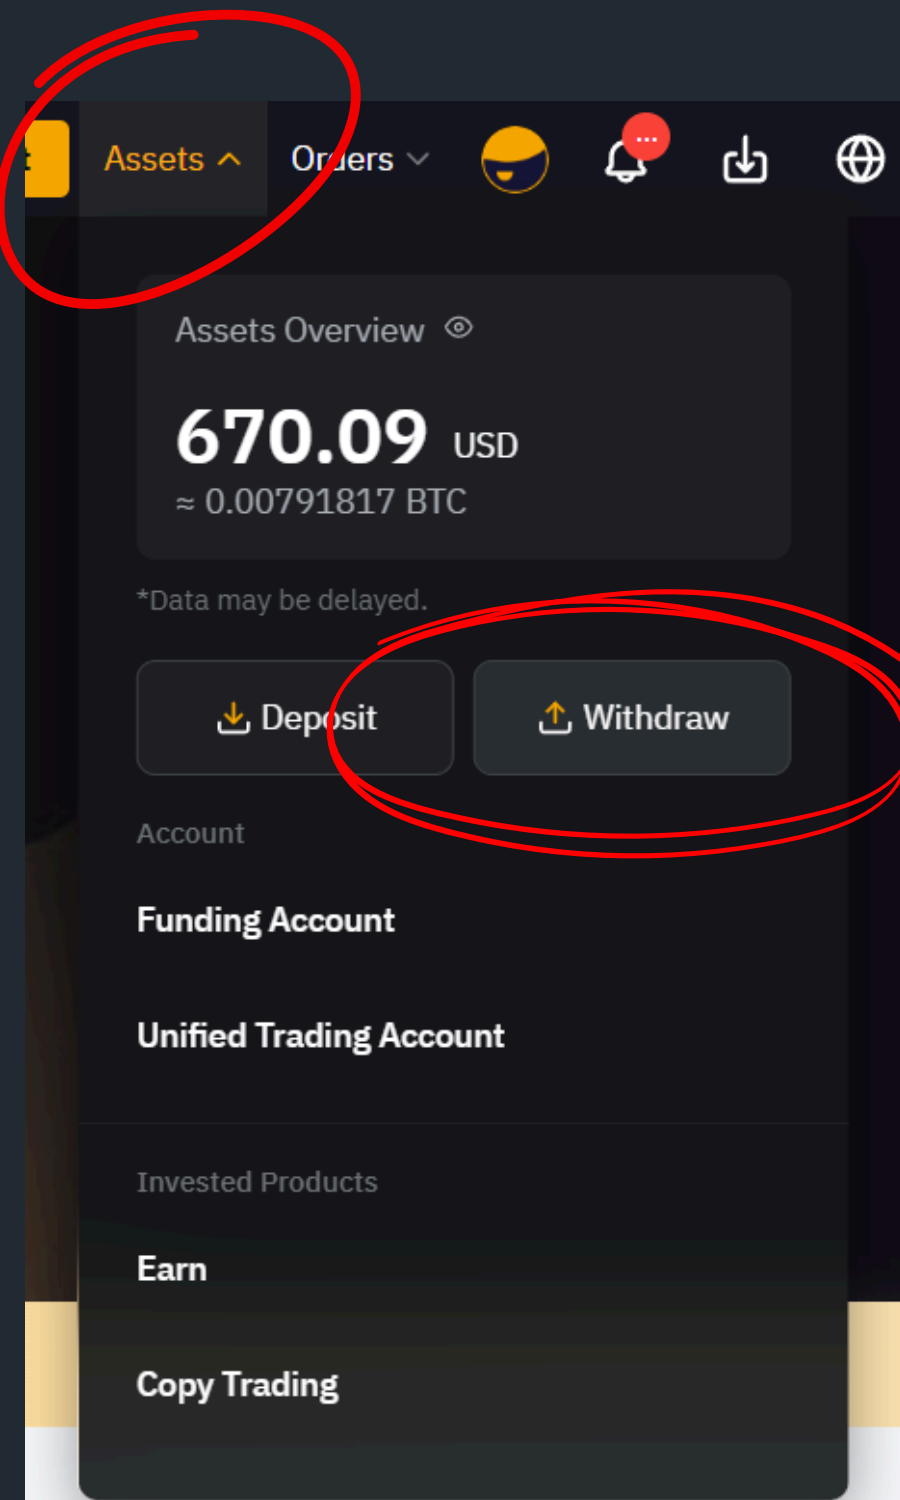 Assets Orders
Assets Overview
670.09 USD
≈ 0.00791817 BTC
*Data may be delayed.
Deposit Withdraw
Account
Funding Account
Unified Trading Account
Invested Products
Earn
Copy Trading